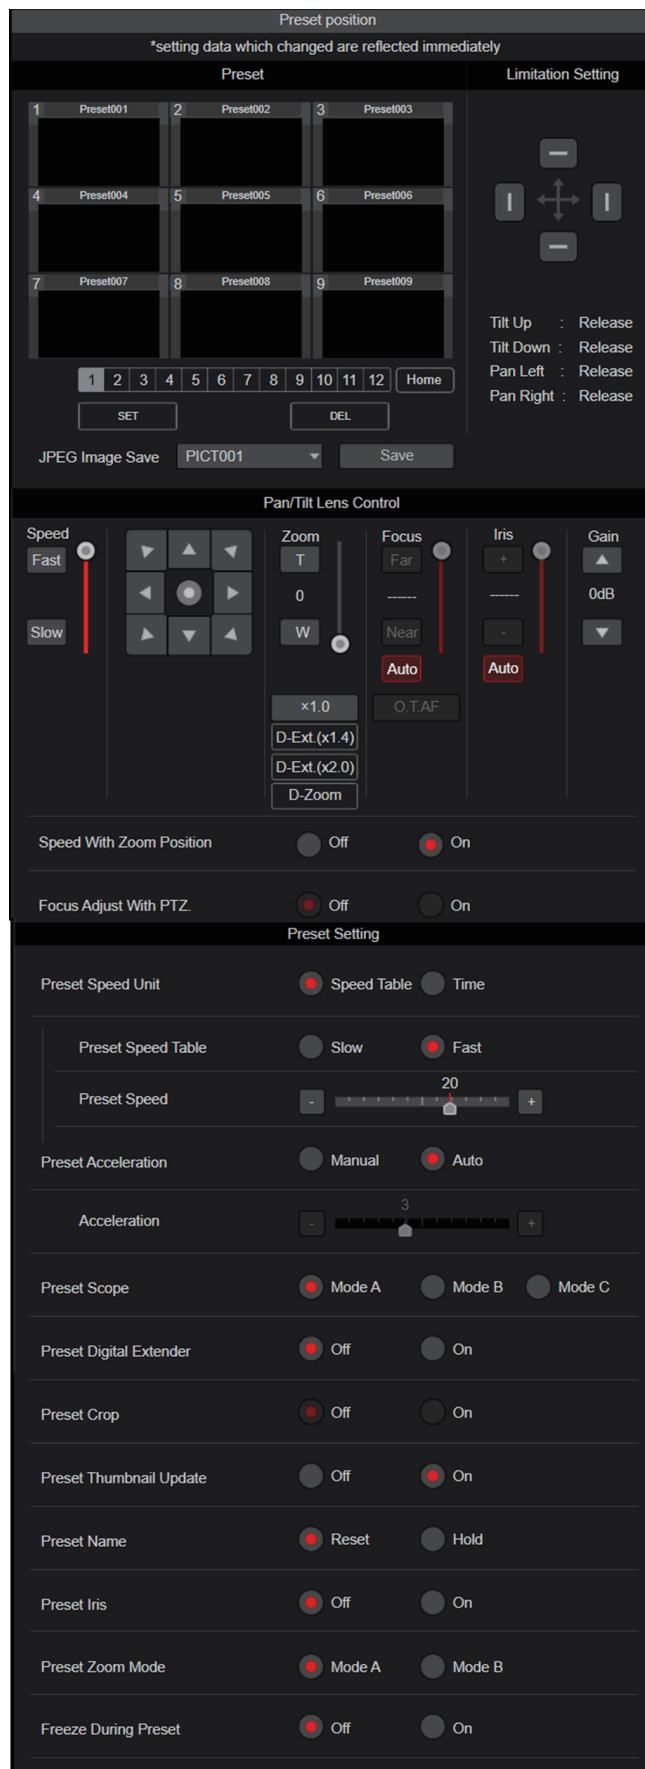 Preset position
*setting data which changed are reflected immediately
Preset Limitation Setting
1 Preset001 2 Preset002 3 Preset003
4 Preset004 5 Preset005 6 Preset006
7 Preset007 8 Preset008 9 Preset009
Tilt Up : Release
Tilt Down : Release
Pan Left : Release
Pan Right : Release
1 2 3 4 5 6 7 8 9 10 11 12 Home
SET DEL
JPEG Image Save PICT001 Save
Pan/Tilt Lens Control
Speed Zoom Focus Iris Gain
Fast T Far +
0 ------ ------ 0dB
Slow W Near -
Auto Auto
×1.0 O.T.AF
D-Ext.(x1.4)
D-Ext.(x2.0)
D-Zoom
Speed With Zoom Position Off On
Focus Adjust With PTZ. Off On
Preset Setting
Preset Speed Unit Speed Table Time
Preset Speed Table Slow Fast
20
Preset Speed - +
Preset Acceleration Manual Auto
3
Acceleration - +
Preset Scope Mode A Mode B Mode C
Preset Digital Extender Off On
Preset Crop Off On
Preset Thumbnail Update Off On
Preset Name Reset Hold
Preset Iris Off On
Preset Zoom Mode Mode A Mode B
Freeze During Preset Off On